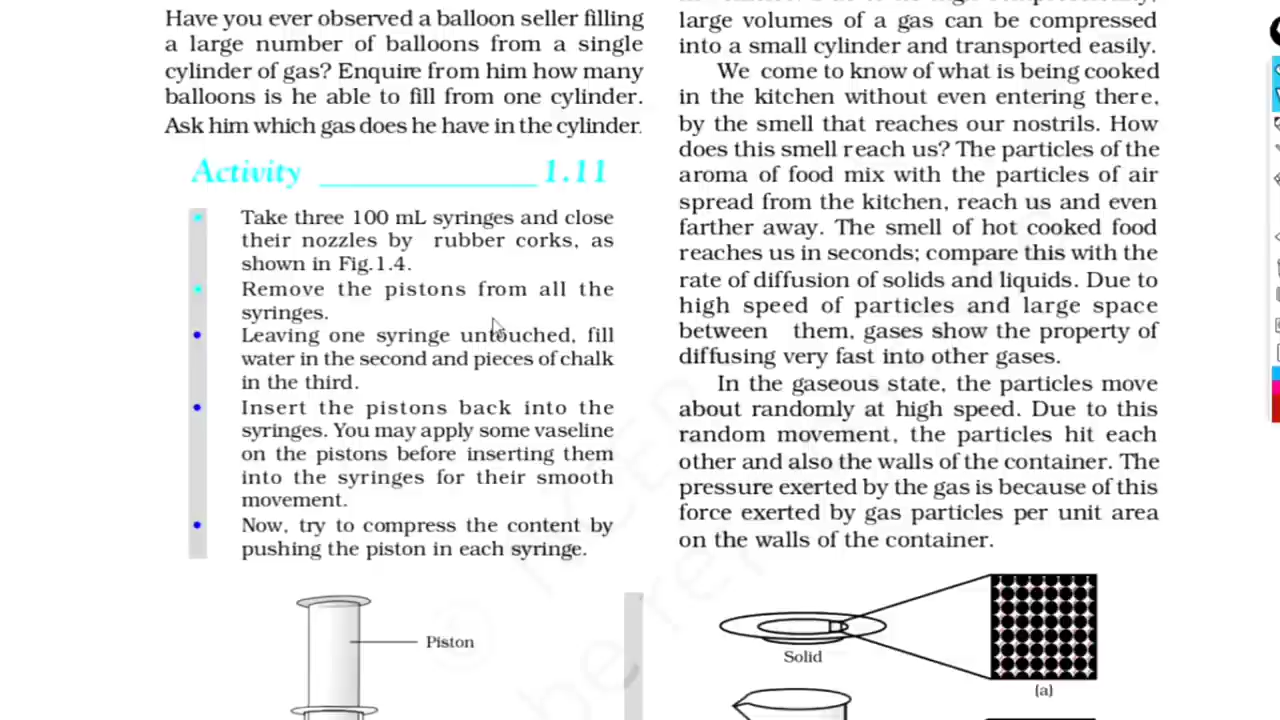 Have you ever observed a balloon seller filling
a large number of balloons from a single
cylinder of gas? Enquire from him how many
balloons is he able to fill from one cylinder.
Ask him which gas does he have in the cylinder.
Activity 1.11
• Take three 100 mL syringes and close
their nozzles by rubber corks, as
shown in Fig.1.4.
• Remove the pistons from all the
syringes.
• Leaving one syringe untouched, fill
water in the second and pieces of chalk
in the third.
• Insert the pistons back into the
syringes. You may apply some vaseline
on the pistons before inserting them
into the syringes for their smooth
movement.
• Now, try to compress the content by
pushing the piston in each syringe.
Piston
large volumes of a gas can be compressed
into a small cylinder and transported easily.
We come to know of what is being cooked
in the kitchen without even entering there,
by the smell that reaches our nostrils. How
does this smell reach us? The particles of the
aroma of food mix with the particles of air
spread from the kitchen, reach us and even
farther away. The smell of hot cooked food
reaches us in seconds; compare this with the
rate of diffusion of solids and liquids. Due to
high speed of particles and large space
between them, gases show the property of
diffusing very fast into other gases.
In the gaseous state, the particles move
about randomly at high speed. Due to this
random movement, the particles hit each
other and also the walls of the container. The
pressure exerted by the gas is because of this
force exerted by gas particles per unit area
on the walls of the container.
Solid
(a)